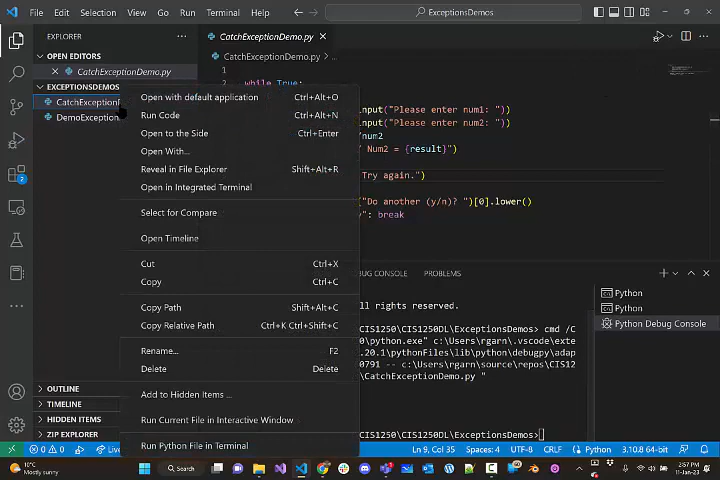 File Edit Selection View Go Run Terminal Help
ExceptionsDemos
EXPLORER
CatchExceptionDemo.py
OPEN EDITORS
CatchExceptionDemo.py
CatchExceptionDemo.py > ...
EXCEPTIONSDEMOS
1
while True:
CatchException
DemoException
Open with default application Ctrl+Alt+O
Run Code Ctrl+Alt+N
Open to the Side Ctrl+Enter
Open With...
Reveal in File Explorer Shift+Alt+R
Open in Integrated Terminal
Select for Compare
Open Timeline
Cut Ctrl+X
Copy Ctrl+C
Copy Path Shift+Alt+C
Copy Relative Path Ctrl+K Ctrl+Shift+C
Rename... F2
Delete Delete
Add to Hidden Items ...
Run Current File in Interactive Window
Run Python File in Terminal
input("Please enter num1: "))
input("Please enter num2: "))
num2
/ Num2 = {result}")
Try again.")
("Do another (y/n)? ")[0].lower()
y": break
BUG CONSOLE PROBLEMS
ll rights reserved.
\CIS1250\CIS1250DL\ExceptionsDemos> cmd /C
0\python.exe" c:\Users\rgarn\.vscode\exte
.20.1\pythonFiles\lib\python\debugpy\adap
0791 -- c:\Users\rgarn\source\repos\CIS12
\CatchExceptionDemo.py "
\CIS1250\CIS1250DL\ExceptionsDemos>
Python
Python
Python Debug Console
2
OUTLINE
TIMELINE
HIDDEN ITEMS
ZIP EXPLORER
0 0 Live
Ln 9, Col 35 Spaces: 4 UTF-8 CRLF Python 3.10.8 64-bit
10°C
Mostly sunny
Search
2:57 PM
11-Jan-23